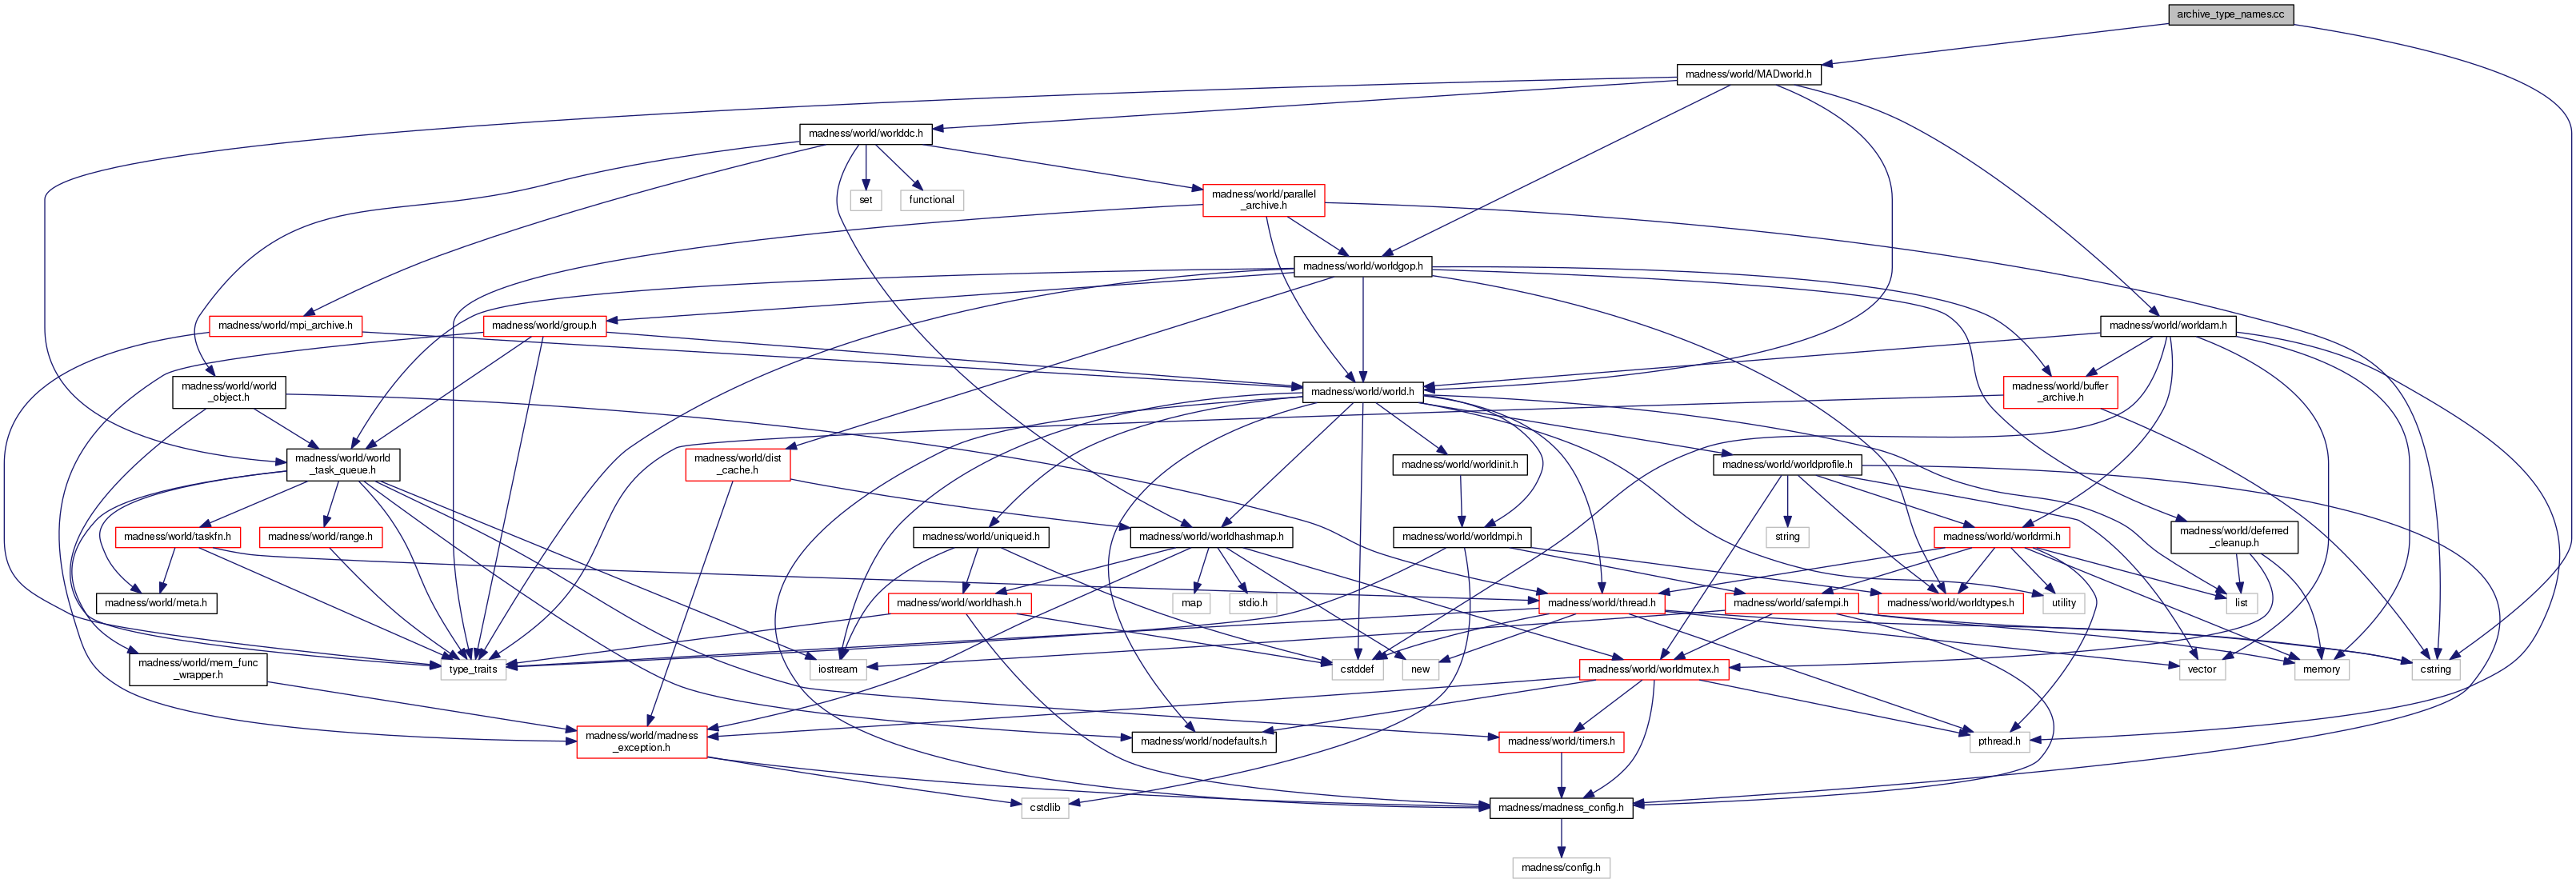 archive_type_names.cc
madness/world/MADworld.h
madness/world/worlddc.h
set
functional
madness/world/parallel
_archive.h
madness/world/worldgop.h
madness/world/mpi_archive.h
madness/world/group.h
madness/world/worldam.h
madness/world/world
_object.h
madness/world/world.h
madness/world/buffer
_archive.h
madness/world/world
_task_queue.h
madness/world/dist
_cache.h
madness/world/worldinit.h
madness/world/worldprofile.h
madness/world/taskfn.h
madness/world/range.h
madness/world/uniqueid.h
madness/world/worldhashmap.h
madness/world/worldmpi.h
string
madness/world/worldrmi.h
madness/world/deferred
_cleanup.h
madness/world/meta.h
madness/world/worldhash.h
map
stdio.h
madness/world/thread.h
madness/world/safempi.h
madness/world/worldtypes.h
utility
list
madness/world/mem_func
_wrapper.h
type_traits
iostream
cstddef
new
madness/world/worldmutex.h
vector
memory
cstring
madness/world/madness
_exception.h
madness/world/nodefaults.h
madness/world/timers.h
pthread.h
cstdlib
madness/madness_config.h
madness/config.h